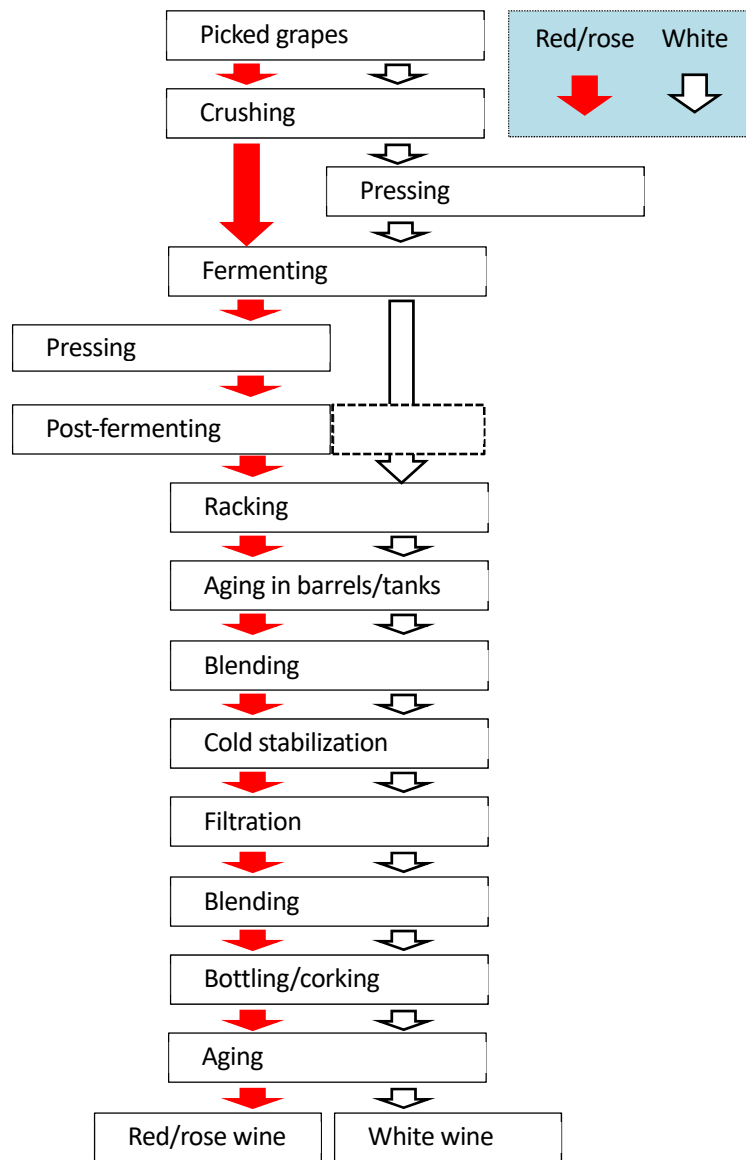 Picked grapes
Red/rose White
Crushing
Pressing
Fermenting
Pressing
Post-fermenting
Racking
Aging in barrels/tanks
Blending
Cold stabilization
Filtration
Blending
Bottling/corking
Aging
Red/rose wine
White wine